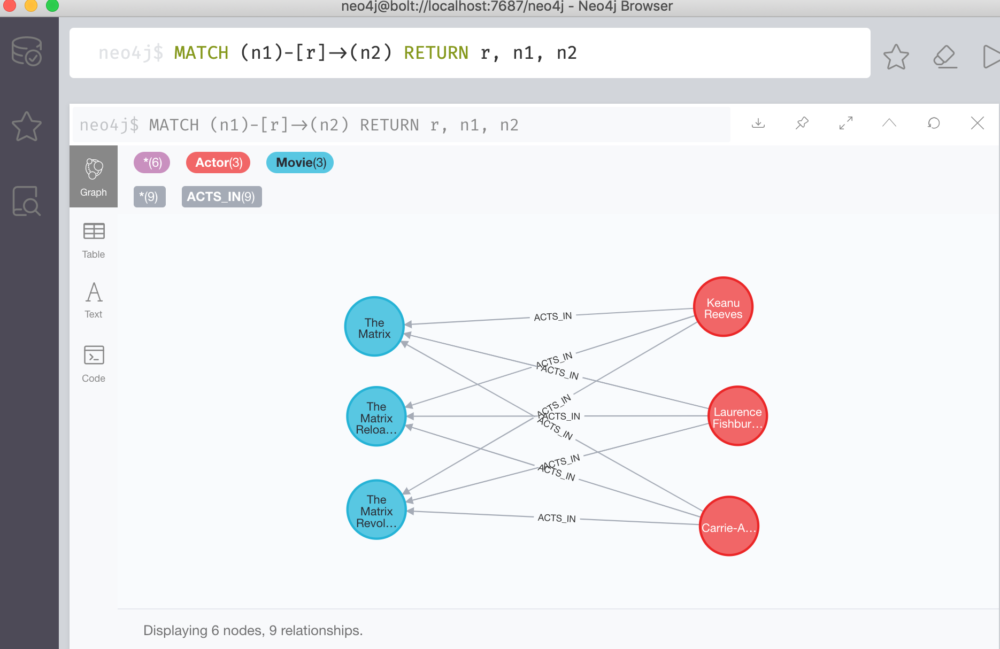 neo4j@bolt://localhost:7687/neo4j - Neo4j Browser
neo4j$ MATCH (n1)-[r]→(n2) RETURN r, n1, n2
neo4j$ MATCH (n1)-[r]→(n2) RETURN r, n1, n2
*(6) Actor(3) Movie(3)
*(9) ACTS_IN(9)
Graph
Table
Text
Code
The
Matrix
The
Matrix
Reloa...
The
Matrix
Revol...
Keanu
Reeves
Laurence
Fishbur...
Carrie-A...
ACTS_IN
ACTS_IN
ACTS_IN
ACTS_IN
ACTS_IN
ACTS_IN
ACTS_IN
ACTS_IN
ACTS_IN
Displaying 6 nodes, 9 relationships.